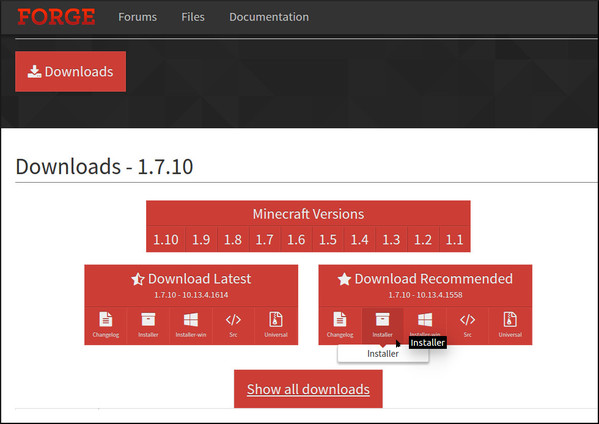 FORGE Forums Files Documentation
Downloads
Downloads - 1.7.10
Minecraft Versions
1.10 1.9 1.8 1.7 1.6 1.5 1.4 1.3 1.2 1.1
Download Latest
1.7.10 - 10.13.4.1614
Changelog Installer Installer-win Src Universal
Download Recommended
1.7.10 - 10.13.4.1558
Changelog Installer Installer-win Src Universal
Installer
Installer
Show all downloads